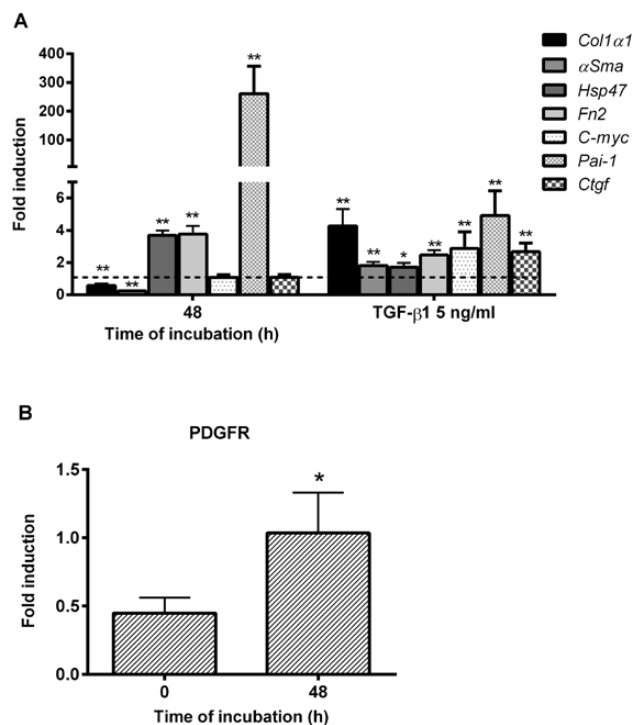 A
Fold induction
400
300
200
100
6
4
2
0
** ** ** ** **
** ** * ** ** ** **
48
Time of incubation (h)
TGF-β1 5 ng/ml
Col1α1
αSma
Hsp47
Fn2
C-myc
Pai-1
Ctgf
B
PDGFR
Fold induction
1.5
1.0
0.5
0.0
*
0 48
Time of incubation (h)